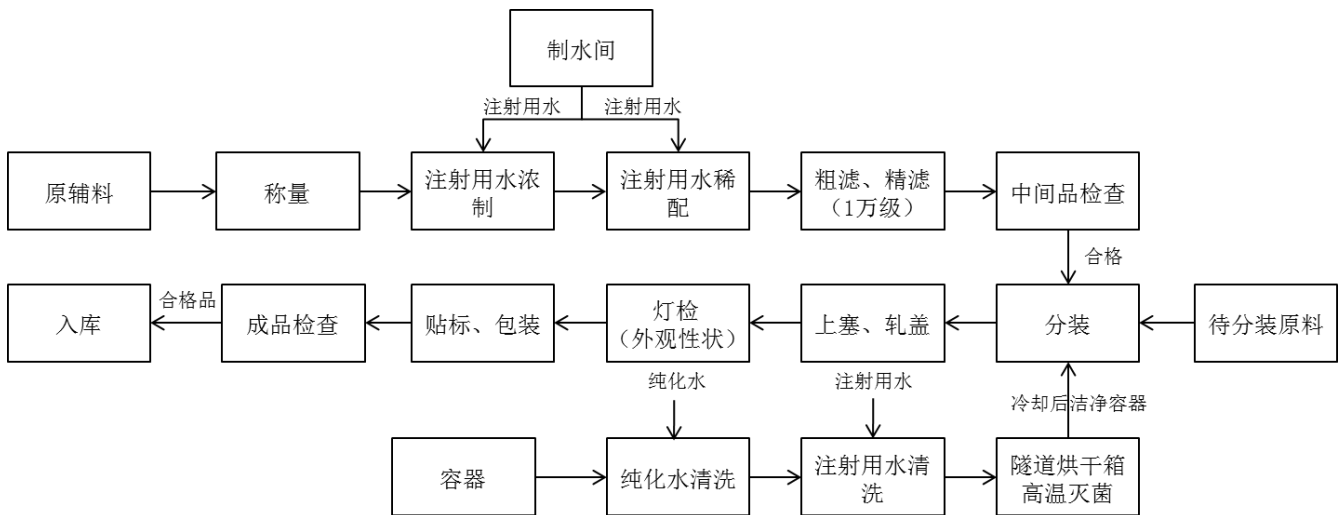 制水间
注射用水
注射用水
原辅料
称量
注射用水浓
制
注射用水稀
配
粗滤、精滤
（1万级）
中间品检查
合格
入库
合格品
成品检查
贴标、包装
灯检
（外观性状）
上塞、轧盖
分装
待分装原料
纯化水
注射用水
冷却后洁净容器
容器
纯化水清洗
注射用水清
洗
隧道烘干箱
高温灭菌